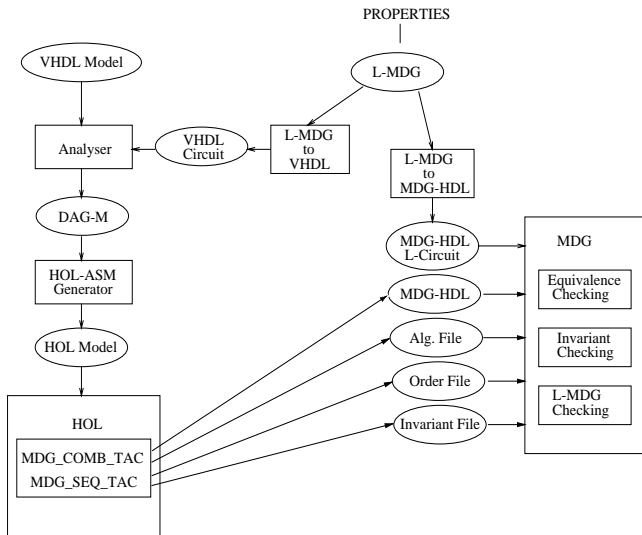 PROPERTIES
VHDL Model
L-MDG
Analyser
VHDL
Circuit
L-MDG
to
VHDL
L-MDG
to
MDG-HDL
DAG-M
MDG-HDL
L-Circuit
MDG
HOL-ASM
Generator
MDG-HDL
Equivalence
Checking
HOL Model
Alg. File
Invariant
Checking
Order File
L-MDG
Checking
HOL
Invariant File
MDG_COMB_TAC
MDG_SEQ_TAC